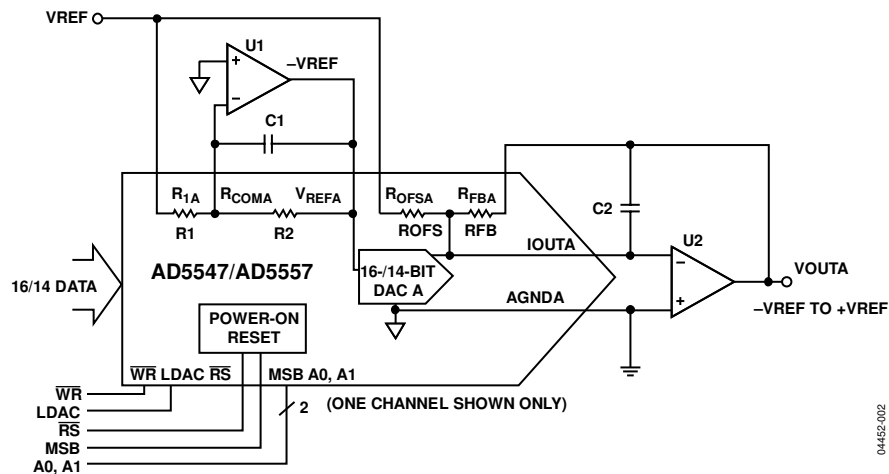 VREF
U1
–VREF
+
–
C1
R1A RCOMA VREFA ROFSA RFBA
R1 R2 ROFS RFB
C2
IOUTA
U2
–
+
VOUTA
–VREF TO +VREF
16/14 DATA
AD5547/AD5557
16-/14-BIT
DAC A
AGNDA
POWER-ON
RESET
WR LDAC RS MSB A0, A1
2 (ONE CHANNEL SHOWN ONLY)
WR
LDAC
RS
MSB
A0, A1
04452-002